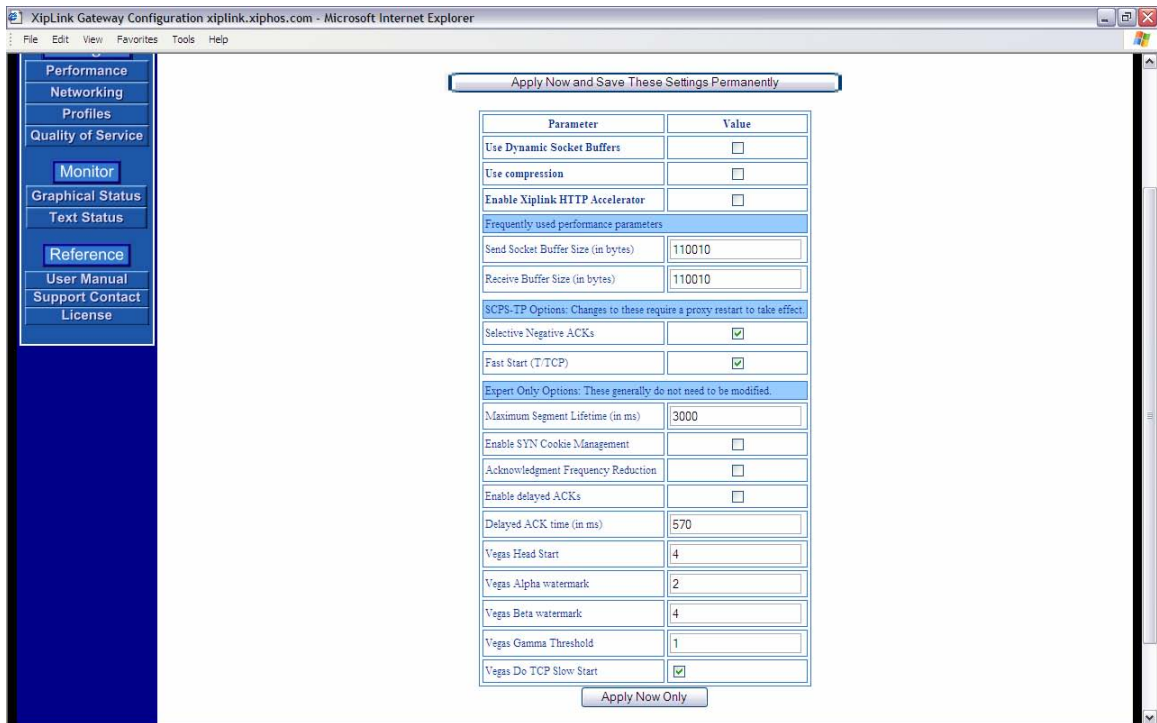 XipLink Gateway Configuration xiplink.xiphos.com - Microsoft Internet Explorer
File Edit View Favorites Tools Help
Performance
Networking
Profiles
Quality of Service
Monitor
Graphical Status
Text Status
Reference
User Manual
Support Contact
License
Apply Now and Save These Settings Permanently
Parameter Value
Use Dynamic Socket Buffers
Use compression
Enable Xiplink HTTP Accelerator
Frequently used performance parameters
Send Socket Buffer Size (in bytes) 110010
Receive Buffer Size (in bytes) 110010
SCPS-TP Options: Changes to these require a proxy restart to take effect.
Selective Negative ACKs
Fast Start (T/TCP)
Expert Only Options: These generally do not need to be modified.
Maximum Segment Lifetime (in ms) 3000
Enable SYN Cookie Management
Acknowledgment Frequency Reduction
Enable delayed ACKs
Delayed ACK time (in ms) 570
Vegas Head Start 4
Vegas Alpha watermark 2
Vegas Beta watermark 4
Vegas Gamma Threshold 1
Vegas Do TCP Slow Start
Apply Now Only